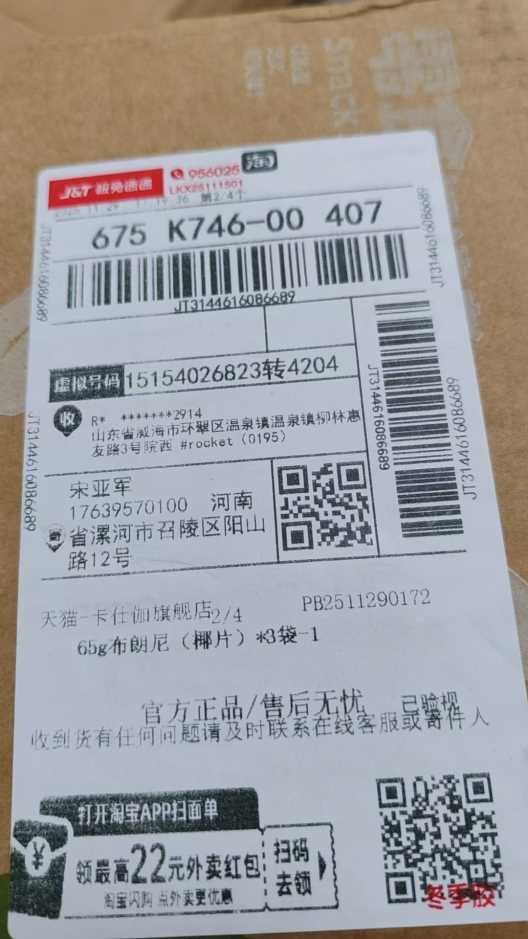 Snack
J&T 极兔速递
956025
淘
LKX25111501
2025-11-29 17:19:36 第2/4个
675 K746-00 407
JT3144616086689
JT3144616086689
JT3144616086689
JT3144616086689
JT3144616086689
JT3144616086689
虚拟号码 15154026823转4204
收
R* *******2914
山东省威海市环翠区温泉镇温泉镇柳林惠
友路3号院西 #rocket (0195)
宋亚军
17639570100 河南
省漯河市召陵区阳山
路12号
天猫-卡仕伽旗舰店2/4
PB2511290172
65g布朗尼（椰片）*3袋-1
官方正品/售后无忧 已验视
收到货有任何问题请及时联系在线客服或寄件人
打开淘宝APP扫面单
领最高22元外卖红包
扫码
去领
淘宝闪购 点外卖更优惠
冬季胶